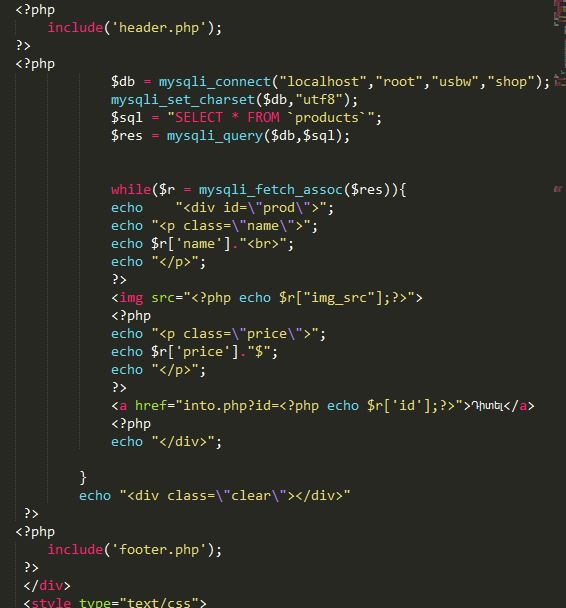 <?php
include('header.php');
?>
<?php
$db = mysqli_connect("localhost","root","usbw","shop");
mysqli_set_charset($db,"utf8");
$sql = "SELECT * FROM `products`";
$res = mysqli_query($db,$sql);
while($r = mysqli_fetch_assoc($res)){
echo    "<div id=\"prod\">";
echo "<p class=\"name\">";
echo $r['name']."<br>";
echo "</p>";
?>
<img src="<?php echo $r["img_src"];?>">
<?php
echo "<p class=\"price\">";
echo $r['price']."$";
echo "</p>";
?>
<a href="into.php?id=<?php echo $r['id'];?>">Դիտել</a>
<?php
echo "</div>";
}
echo "<div class=\"clear\"></div>"
?>
<?php
include('footer.php');
?>
</div>
<style type="text/css">